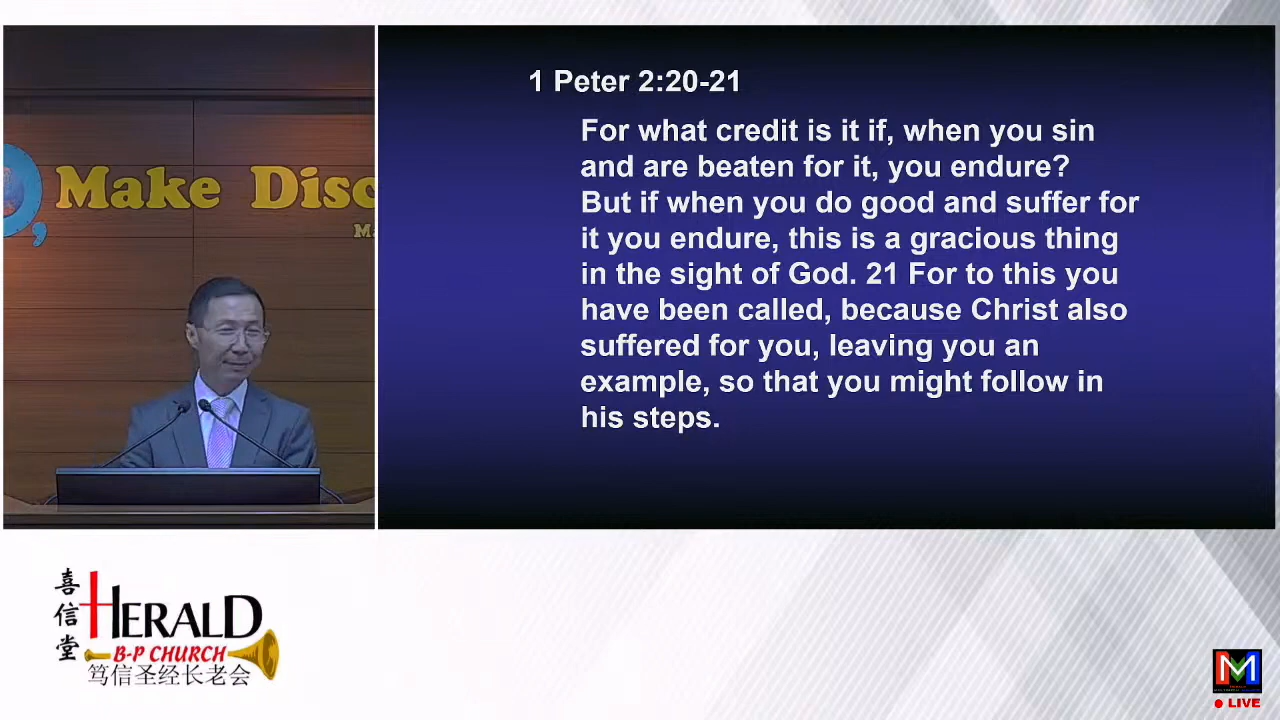 Make Disc
1 Peter 2:20-21
For what credit is it if, when you sin
and are beaten for it, you endure?
But if when you do good and suffer for
it you endure, this is a gracious thing
in the sight of God. 21 For to this you
have been called, because Christ also
suffered for you, leaving you an
example, so that you might follow in
his steps.
喜信堂
HERALD
B-P CHURCH
笃信圣经长老会
M
LIVE